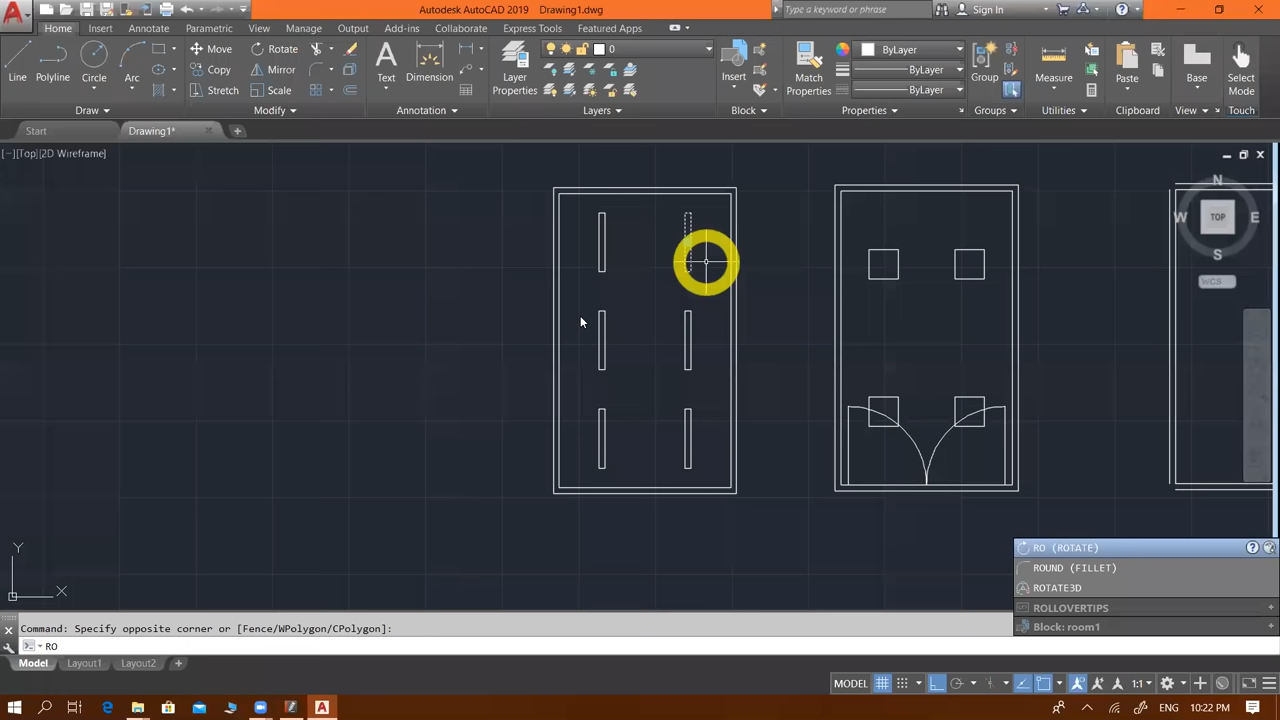 Autodesk AutoCAD 2019 Drawing1.dwg
Type a keyword or phrase
Sign In
Home Insert Annotate Parametric View Manage Output Add-ins Collaborate Express Tools Featured Apps
Line Polyline Circle Arc
Move Rotate
Copy Mirror
Stretch Scale
Text Dimension
Layer Properties
0
Insert
Match Properties
ByLayer
ByLayer
ByLayer
Group
Measure
Paste
Base
Select Mode
Draw Modify Annotation Layers Block Properties Groups Utilities Clipboard View Touch
Start Drawing1*
[−][Top][2D Wireframe]
N
W TOP E
S
WCS
Y
X
RO (ROTATE)
ROUND (FILLET)
ROTATE3D
ROLLOVERTIPS
Block: room1
Command: Specify opposite corner or [Fence/WPolygon/CPolygon]:
RO
Model Layout1 Layout2
MODEL 1:1
ENG 10:22 PM